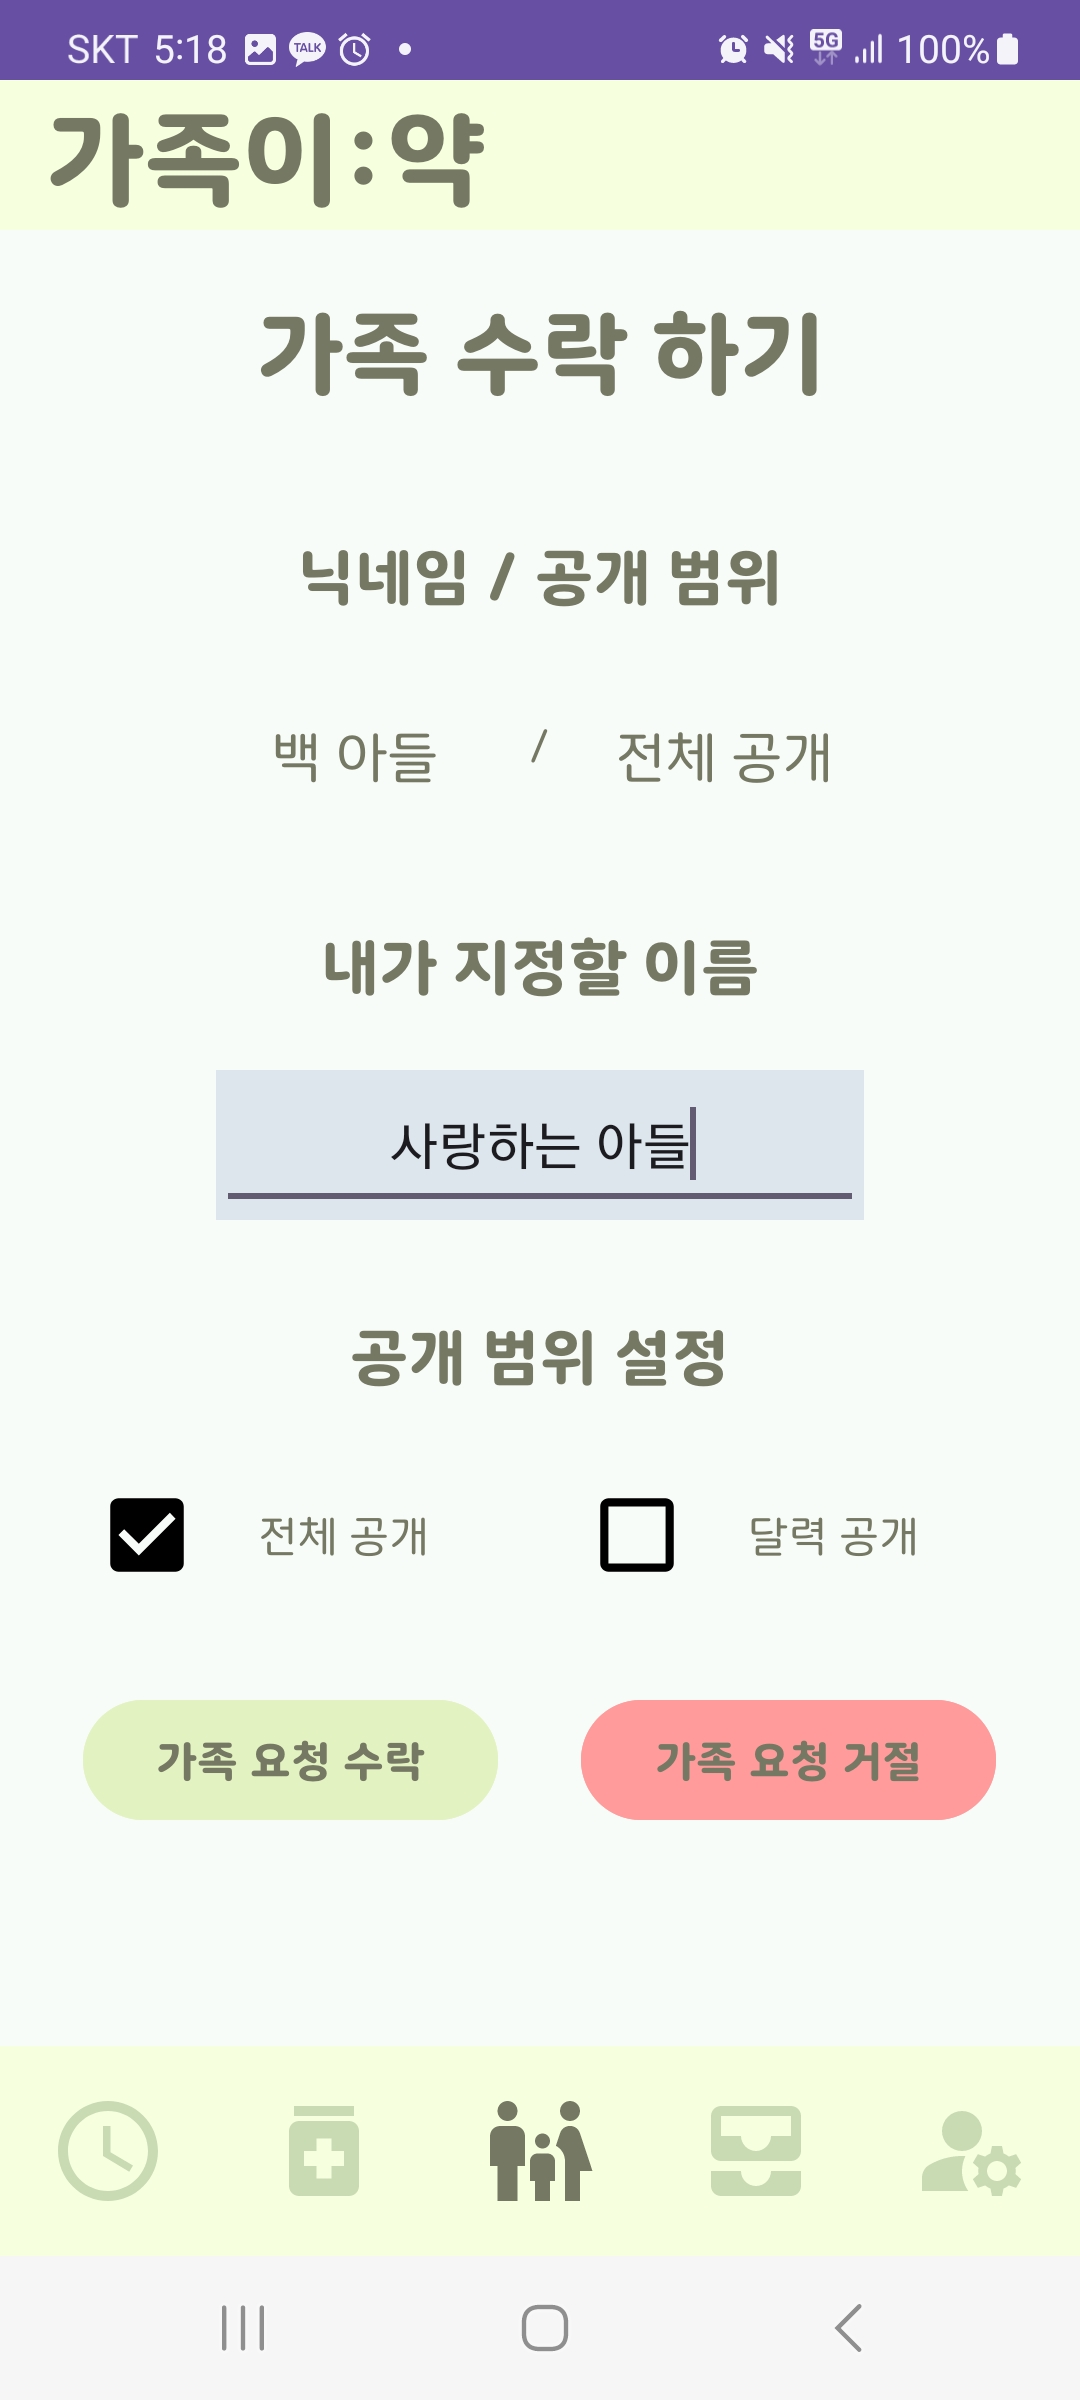 SKT 5:18 TALK 5G 100%
가족이:약
가족 수락 하기
닉네임 / 공개 범위
백 아들 / 전체 공개
내가 지정할 이름
사랑하는 아들
공개 범위 설정
전체 공개 달력 공개
가족 요청 수락 가족 요청 거절